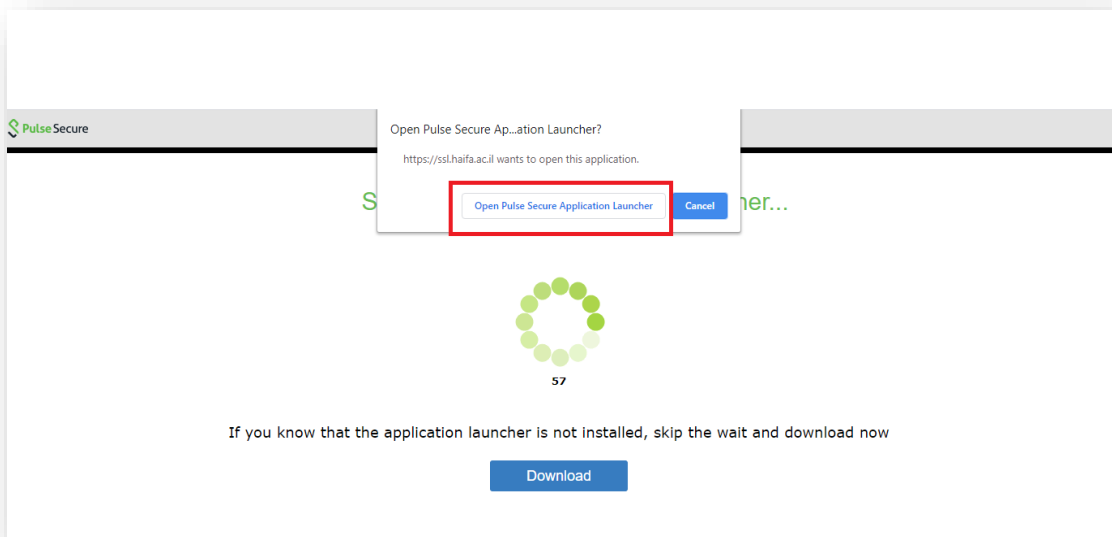 Pulse Secure
Open Pulse Secure Ap...ation Launcher?
https://ssl.haifa.ac.il wants to open this application.
Open Pulse Secure Application Launcher
Cancel
S
her...
57
If you know that the application launcher is not installed, skip the wait and download now
Download